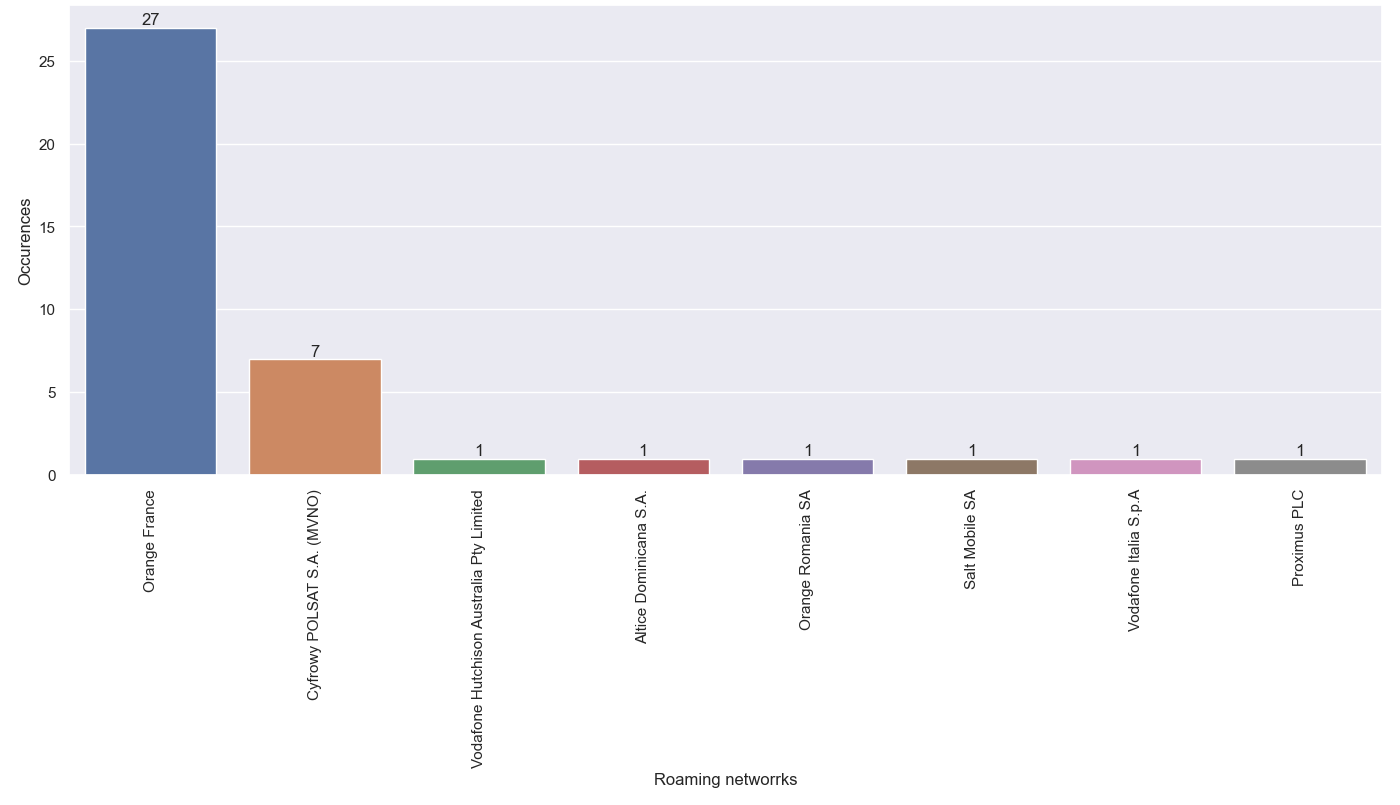 27
7
1
1
1
1
1
1
25
20
15
10
5
0
Occurences
Orange France
Cyfrowy POLSAT S.A. (MVNO)
Vodafone Hutchison Australia Pty Limited
Altice Dominicana S.A.
Orange Romania SA
Salt Mobile SA
Vodafone Italia S.p.A
Proximus PLC
Roaming networrks